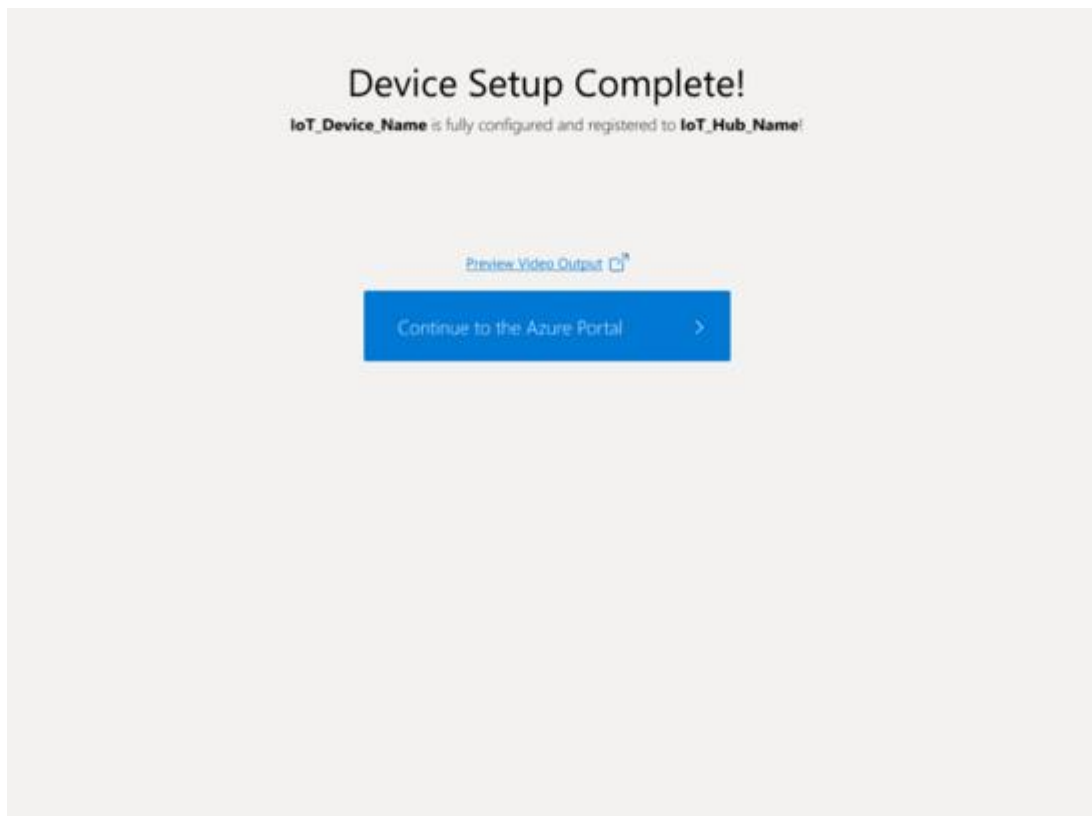 Device Setup Complete!
IoT_Device_Name is fully configured and registered to IoT_Hub_Name!
Preview Video Output
Continue to the Azure Portal